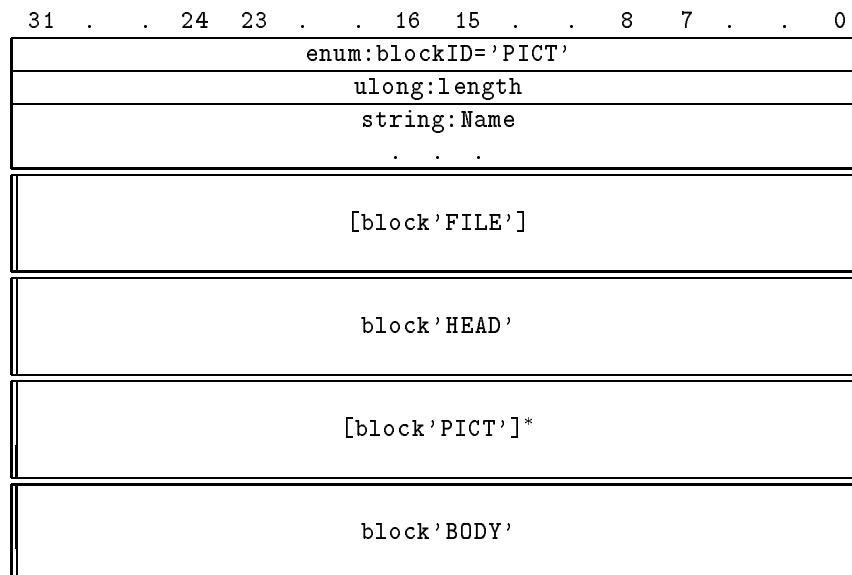 31 . . 24 23 . . 16 15 . . 8 7 . . 0
enum:blockID='PICT'
ulong:length
string:Name
. . .
[block'FILE']
block'HEAD'
[block'PICT']*
block'BODY'